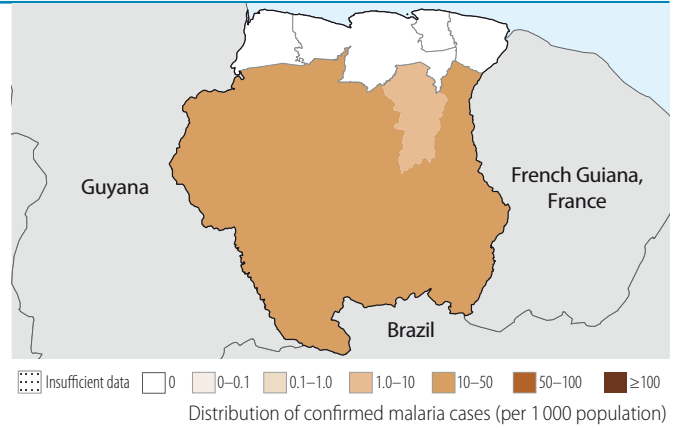 Guyana
French Guiana,
France
Brazil
Insufficient data 0 0–0.1 0.1–1.0 1.0–10 10–50 50–100 ≥100
Distribution of confirmed malaria cases (per 1 000 population)